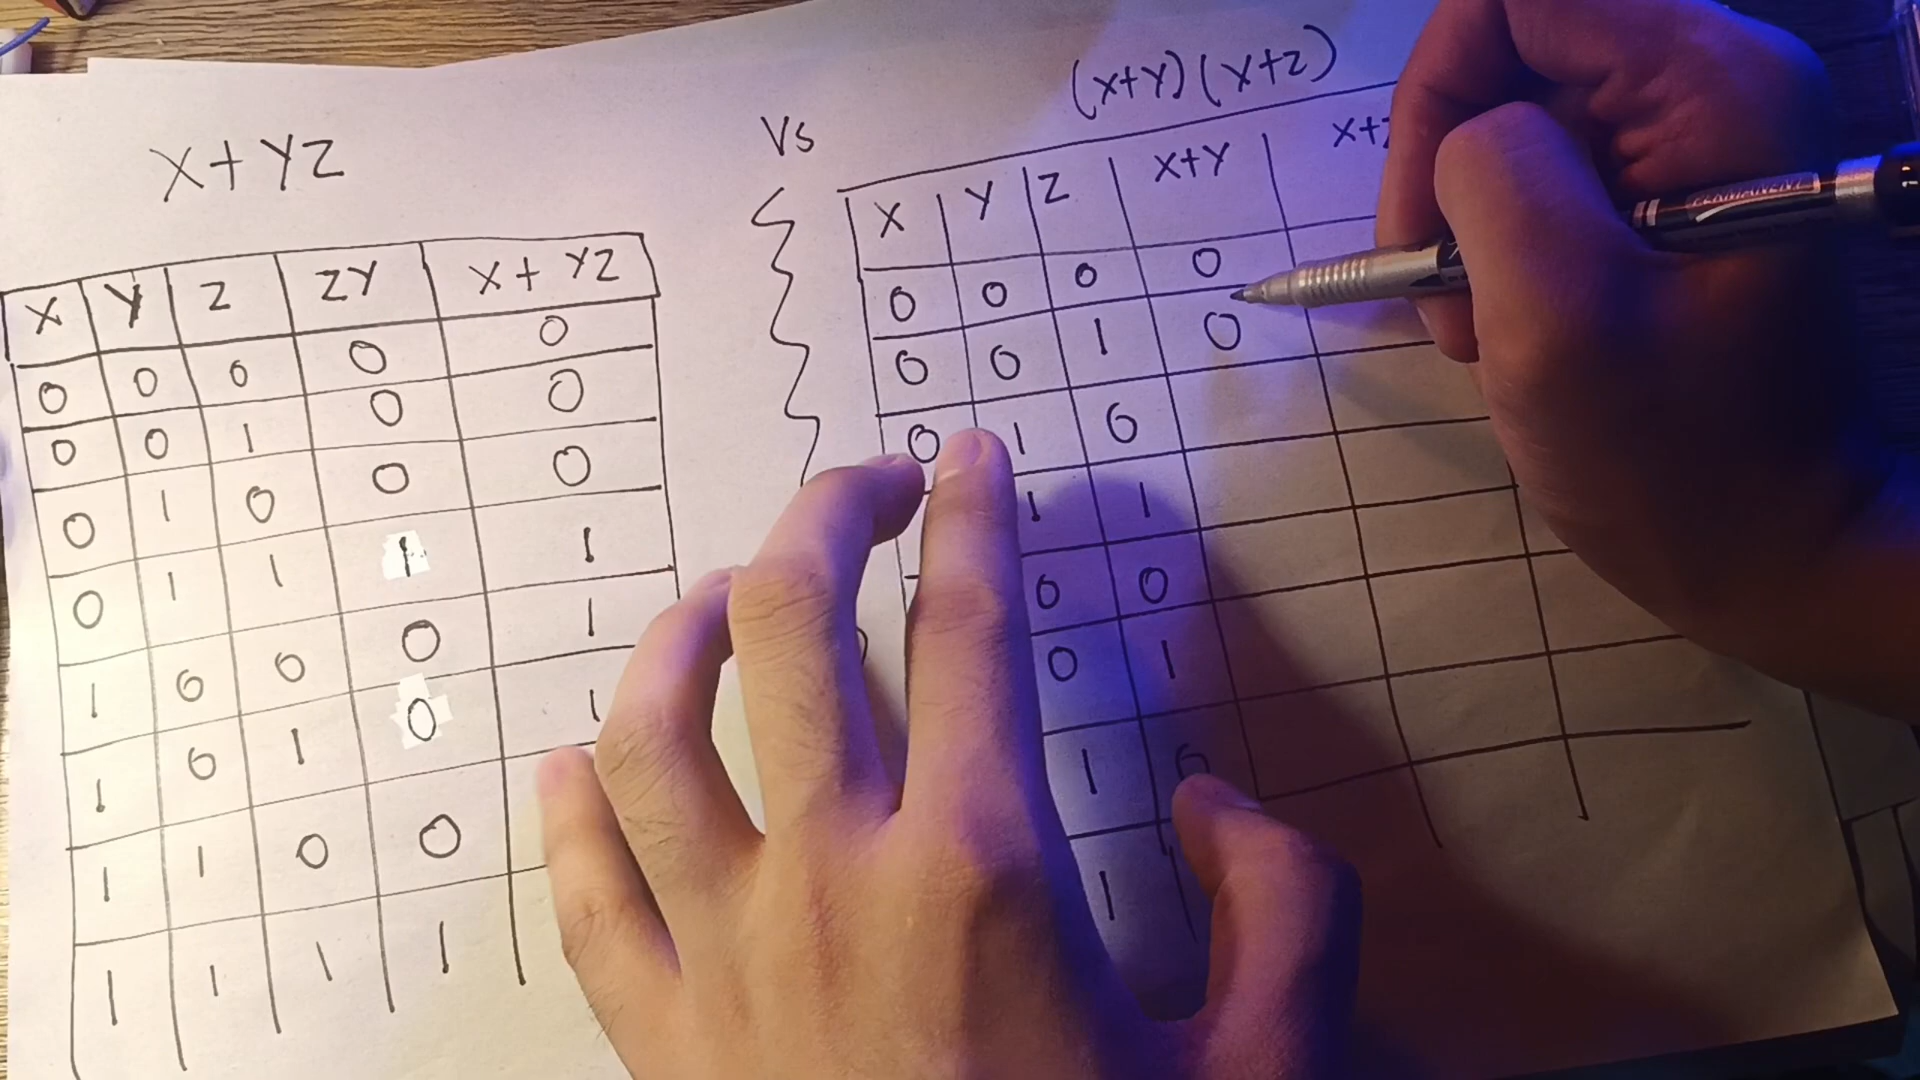 X+YZ
Vs
(X+Y)(X+Z)
X Y Z ZY X+YZ
0 0 0 0 0
0 0 1 0 0
0 1 0 0 0
0 1 1 1 1
1 0 0 0 1
1 0 1 0 1
1 1 0 0
1 1 1 1
X Y Z X+Y X+
0 0 0 0
0 0 1 0
0 1 0
1 1
0 0
0 1
1
1